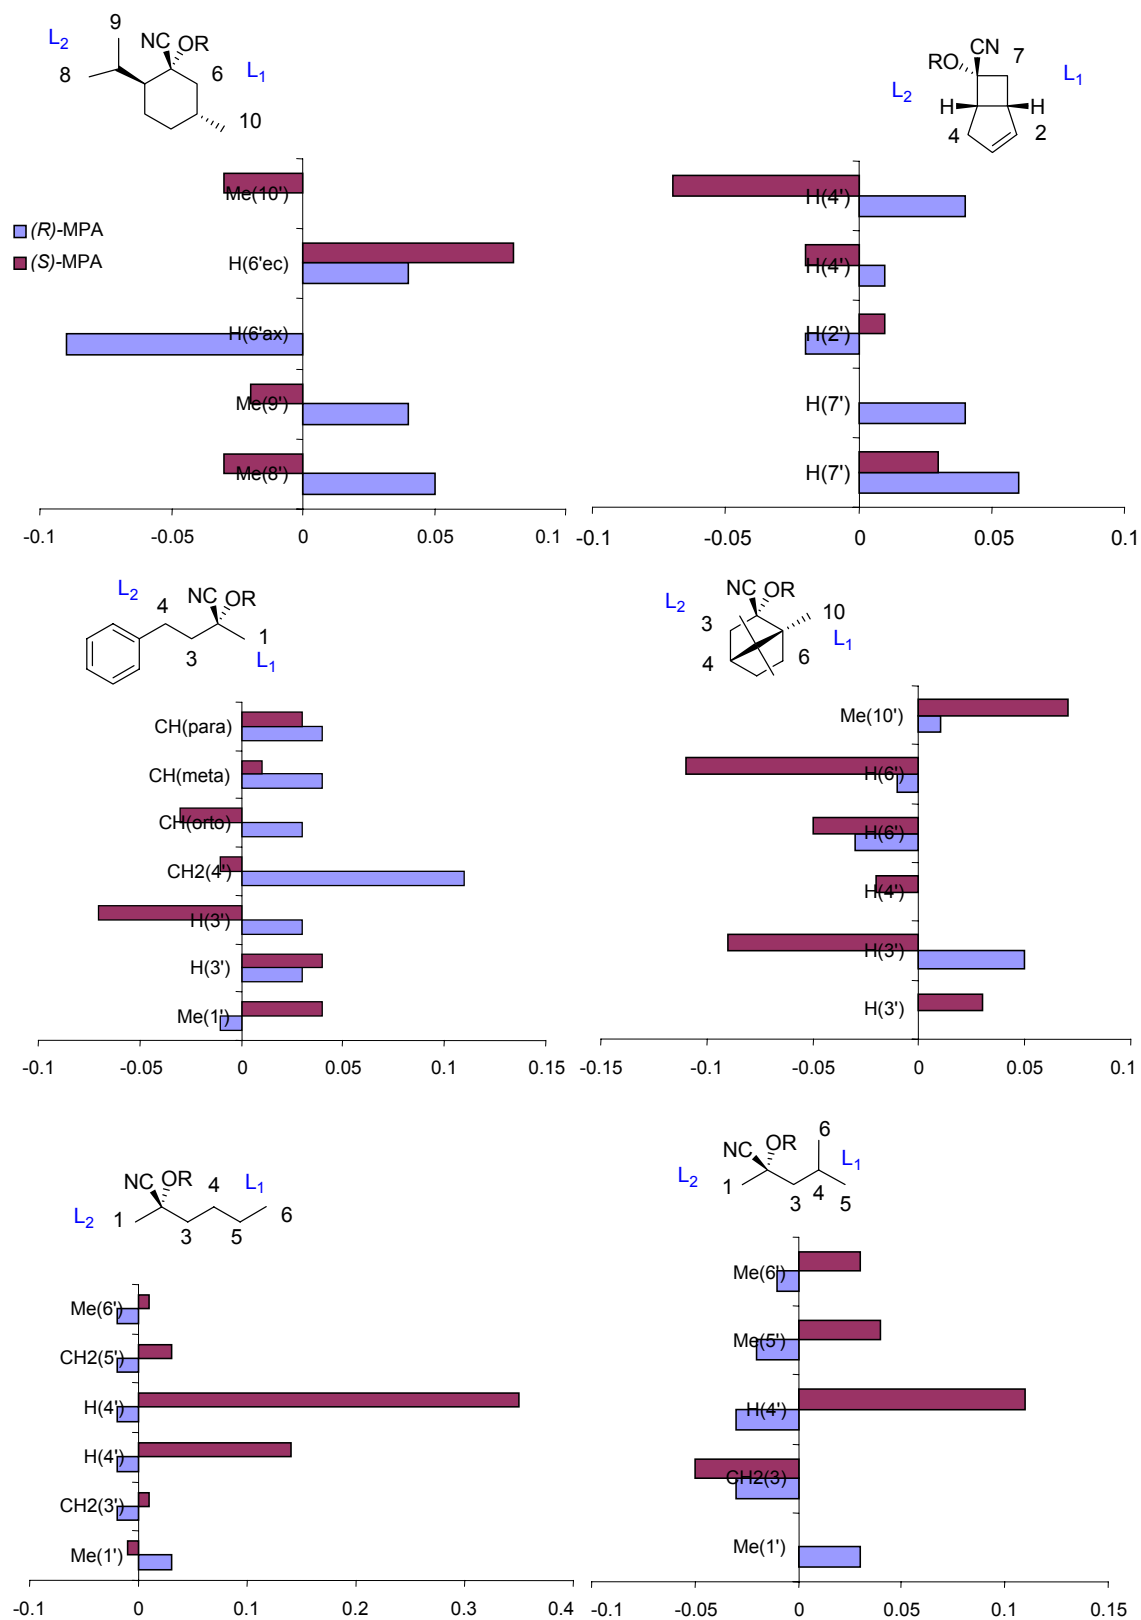 9
L2
NC
OR
8
6
L1
10
Me(10')
(R)-MPA
(S)-MPA
H(6'ec)
H(6'ax)
Me(9')
Me(8')
-0.1 -0.05 0 0.05 0.1
CN
7
RO
L1
L2
H
H
4
2
H(4')
H(4')
H(2')
H(7')
H(7')
-0.1 -0.05 0 0.05 0.1
L2
4
NC
OR
3
1
L1
CH(para)
CH(meta)
CH(orto)
CH2(4')
H(3')
H(3')
Me(1')
-0.1 -0.05 0 0.05 0.1 0.15
NC
OR
L2
3
10
L1
4
6
Me(10')
H(6')
H(6')
H(4')
H(3')
H(3')
-0.15 -0.1 -0.05 0 0.05 0.1
NC
OR
4
L1
L2
1
3
5
6
Me(6')
CH2(5')
H(4')
H(4')
CH2(3')
Me(1')
-0.1 0 0.1 0.2 0.3 0.4
6
NC
OR
L1
L2
1
3
4
5
Me(6')
Me(5')
H(4')
CH2(3)
Me(1')
-0.1 -0.05 0 0.05 0.1 0.15